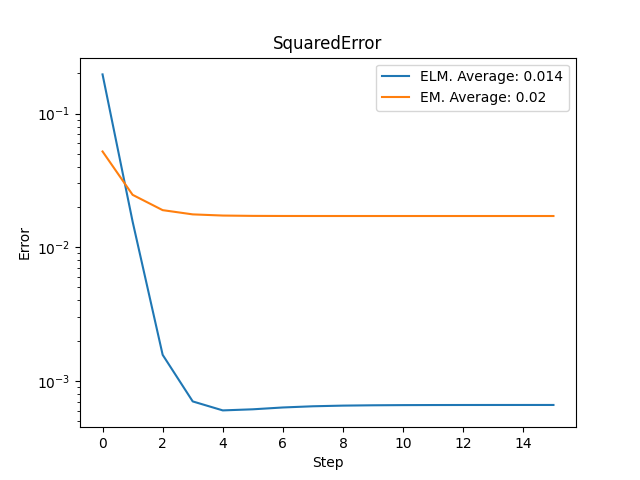 SquaredError
ELM. Average: 0.014
EM. Average: 0.02
10⁻¹
10⁻²
10⁻³
Error
0 2 4 6 8 10 12 14
Step